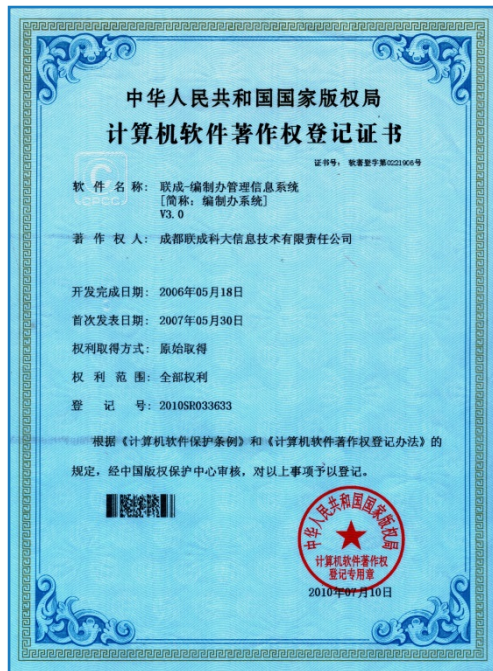 中华人民共和国国家版权局
计算机软件著作权登记证书
证书号： 软著登字第0221906号
CPCC
软件名称： 联成-编制办管理信息系统
[简称：编制办系统]
V3.0
著作权人： 成都联成科大信息技术有限责任公司
开发完成日期： 2006年05月18日
首次发表日期： 2007年05月30日
权利取得方式： 原始取得
权利范围： 全部权利
登记号： 2010SR033633
根据《计算机软件保护条例》和《计算机软件著作权登记办法》的
规定，经中国版权保护中心审核，对以上事项予以登记。
中华人民共和国国家版权局
计算机软件著作权
登记专用章
2010年07月10日